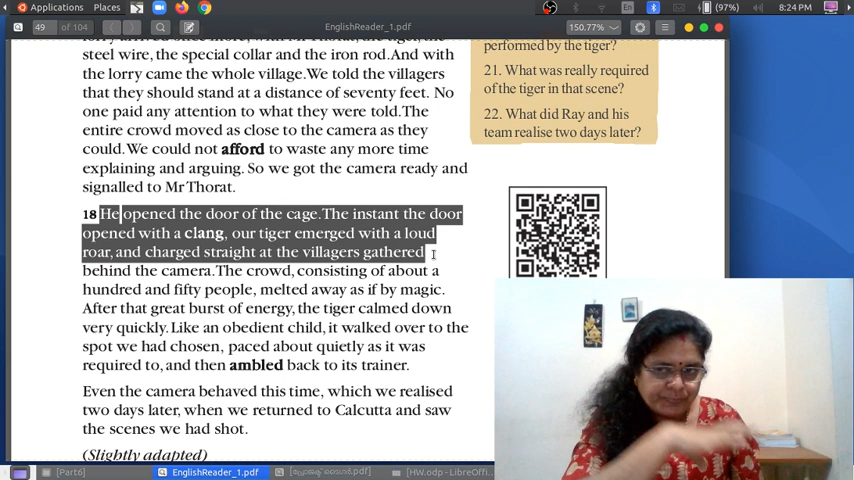 Applications Places En (97%) 8:24 PM
49 of 104 EnglishReader_1.pdf 150.77%
steel wire, the special collar and the iron rod.And with
the lorry came the whole village.We told the villagers
that they should stand at a distance of seventy feet. No
one paid any attention to what they were told.The
entire crowd moved as close to the camera as they
could.We could not afford to waste any more time
explaining and arguing. So we got the camera ready and
signalled to Mr Thorat.
18 He opened the door of the cage.The instant the door
opened with a clang, our tiger emerged with a loud
roar, and charged straight at the villagers gathered
behind the camera.The crowd, consisting of about a
hundred and fifty people, melted away as if by magic.
After that great burst of energy, the tiger calmed down
very quickly. Like an obedient child, it walked over to the
spot we had chosen, paced about quietly as it was
required to, and then ambled back to its trainer.
Even the camera behaved this time, which we realised
two days later, when we returned to Calcutta and saw
the scenes we had shot.
(Slightly adapted)
performed by the tiger?
21. What was really required
of the tiger in that scene?
22. What did Ray and his
team realise two days later?
[Part6] EnglishReader_1.pdf [HW.odp - LibreOffi...